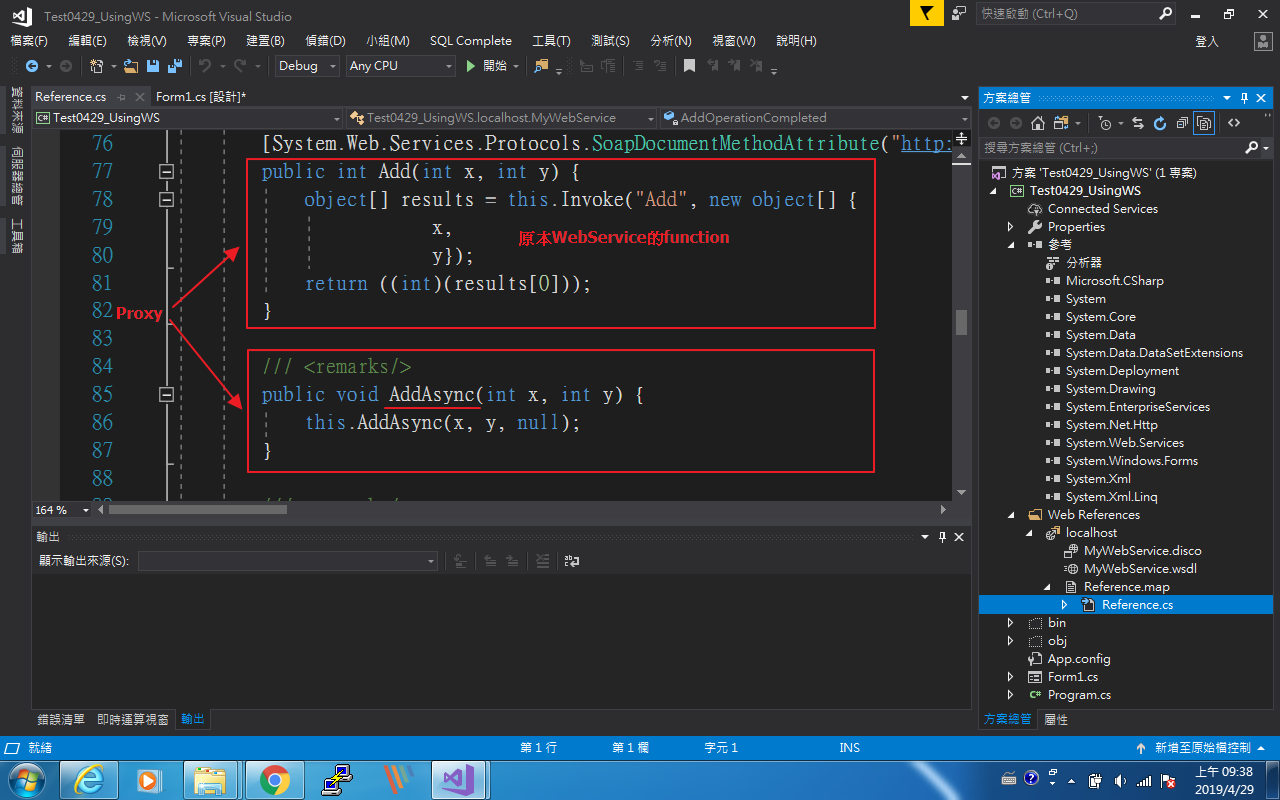 Test0429_UsingWS - Microsoft Visual Studio
快速啟動 (Ctrl+Q)
檔案(F) 編輯(E) 檢視(V) 專案(P) 建置(B) 偵錯(D) 小組(M) SQL Complete 工具(T) 測試(S) 分析(N) 視窗(W) 說明(H)
登入
Debug Any CPU 開始
資料來源
伺服器總管
工具箱
Reference.cs Form1.cs [設計]*
Test0429_UsingWS Test0429_UsingWS.localhost.MyWebService AddOperationCompleted
76 [System.Web.Services.Protocols.SoapDocumentMethodAttribute("http:
77 public int Add(int x, int y) {
78 object[] results = this.Invoke("Add", new object[] {
79 x,
原本WebService的function
80 y});
81 return ((int)(results[0]));
82 }
Proxy
83
84 /// <remarks/>
85 public void AddAsync(int x, int y) {
86 this.AddAsync(x, y, null);
87 }
88
164 %
輸出
顯示輸出來源(S):
錯誤清單 即時運算視窗 輸出
方案總管
搜尋方案總管 (Ctrl+;)
方案 'Test0429_UsingWS' (1 專案)
Test0429_UsingWS
Connected Services
Properties
參考
分析器
Microsoft.CSharp
System
System.Core
System.Data
System.Data.DataSetExtensions
System.Deployment
System.Drawing
System.EnterpriseServices
System.Net.Http
System.Web.Services
System.Windows.Forms
System.Xml
System.Xml.Linq
Web References
localhost
MyWebService.disco
MyWebService.wsdl
Reference.map
Reference.cs
bin
obj
App.config
Form1.cs
Program.cs
方案總管 屬性
就緒 第 1 行 第 1 欄 字元 1 INS 新增至原始檔控制
上午 09:38
2019/4/29